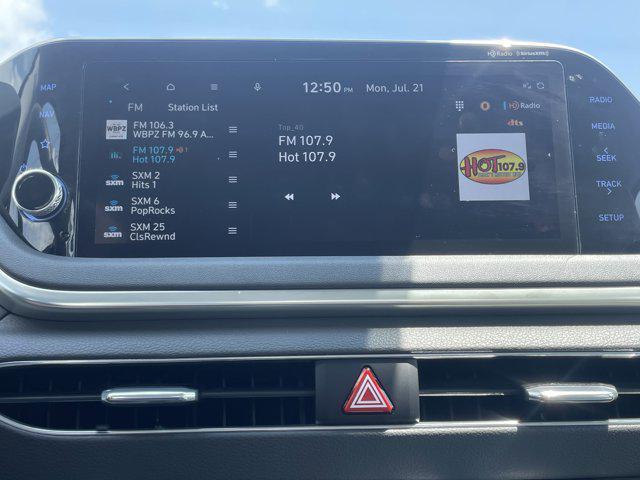 HD Radio (SiriusXM)
MAP
NAV
12:50 PM
Mon, Jul. 21
FM
Station List
HD Radio
dts
WBPZ
FM 106.3
WBPZ FM 96.9 A...
FM 107.9 1
Hot 107.9
sxm
SXM 2
Hits 1
sxm
SXM 6
PopRocks
sxm
SXM 25
ClsRewnd
Top_40
FM 107.9
Hot 107.9
HOT 107.9
RADIO
MEDIA
SEEK
TRACK
SETUP